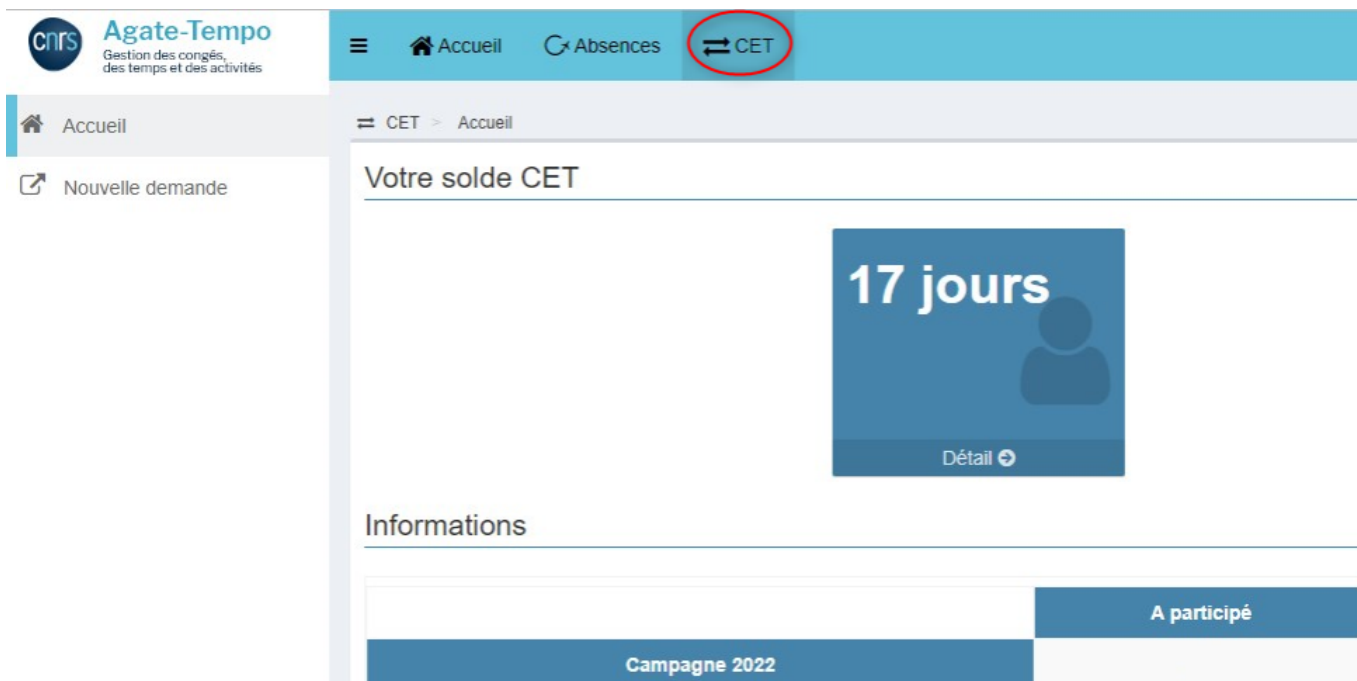 cnrs
Agate-Tempo
Gestion des congés,
des temps et des activités
Accueil
Absences
CET
Accueil
Nouvelle demande
CET > Accueil
Votre solde CET
17 jours
Détail
Informations
A participé
Campagne 2022